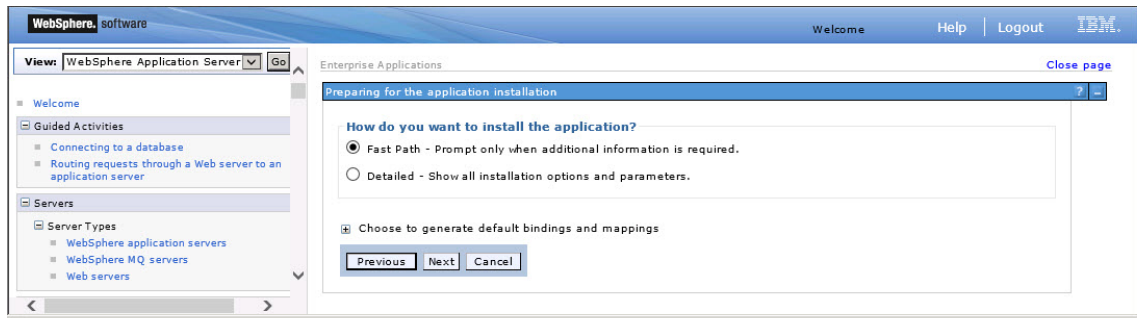 WebSphere. software
Welcome
Help
Logout
IBM.
View: WebSphere Application Server Go
Welcome
Guided Activities
Connecting to a database
Routing requests through a Web server to an
application server
Servers
Server Types
WebSphere application servers
WebSphere MQ servers
Web servers
Enterprise Applications
Close page
Preparing for the application installation
? -
How do you want to install the application?
Fast Path - Prompt only when additional information is required.
Detailed - Show all installation options and parameters.
Choose to generate default bindings and mappings
Previous Next Cancel